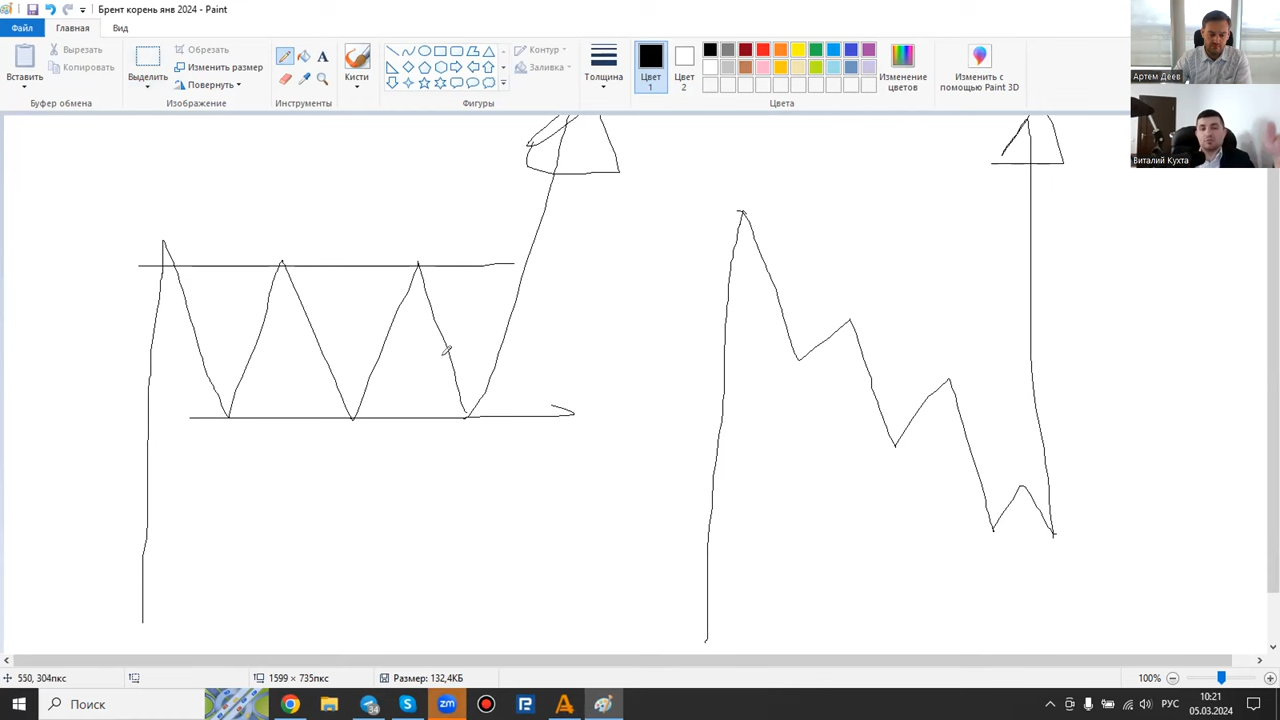 Брент корень янв 2024 - Paint
Файл
Главная
Вид
Вставить
Вырезать
Копировать
Буфер обмена
Выделить
Обрезать
Изменить размер
Повернуть
Изображение
Инструменты
Кисти
Контур
Заливка
Фигуры
Толщина
Цвет 1
Цвет 2
Изменение цветов
Цвета
Изменить с помощью Paint 3D
Артем Деев
Виталий Кухта
550, 304пкс
1599 × 735пкс
Размер: 132,4КБ
100%
Поиск
34
zm
РУС
10:21
05.03.2024